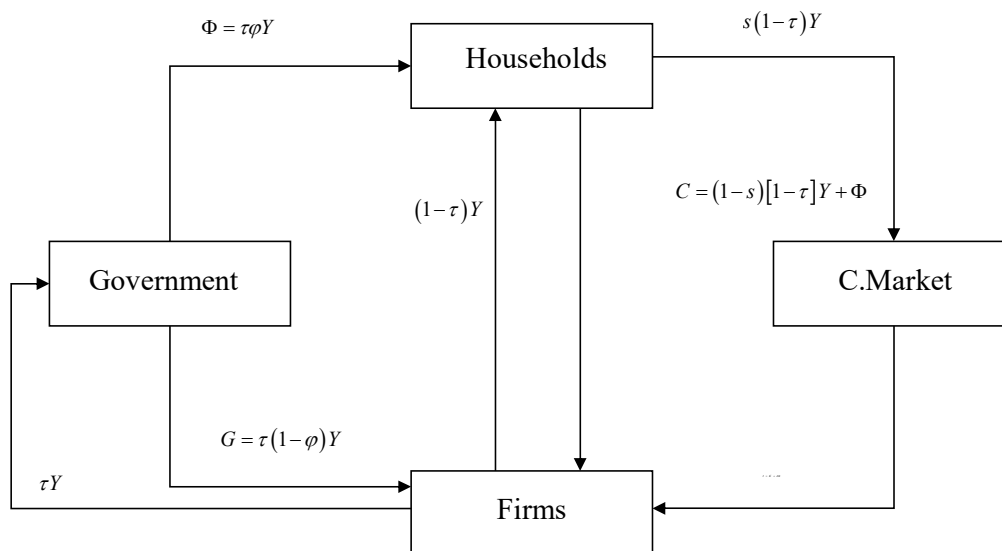 Φ = τφY
s(1−τ)Y
Households
(1−τ)Y
C = (1−s)[1−τ]Y + Φ
Government
C.Market
G = τ(1−φ)Y
τY
Firms